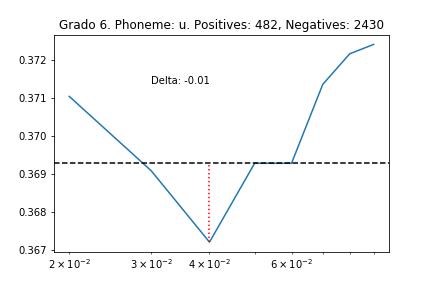 Grado 6. Phoneme: u. Positives: 482, Negatives: 2430
0.372
Delta: -0.01
0.371
0.370
0.369
0.368
0.367
2 × 10⁻² 3 × 10⁻² 4 × 10⁻² 6 × 10⁻²